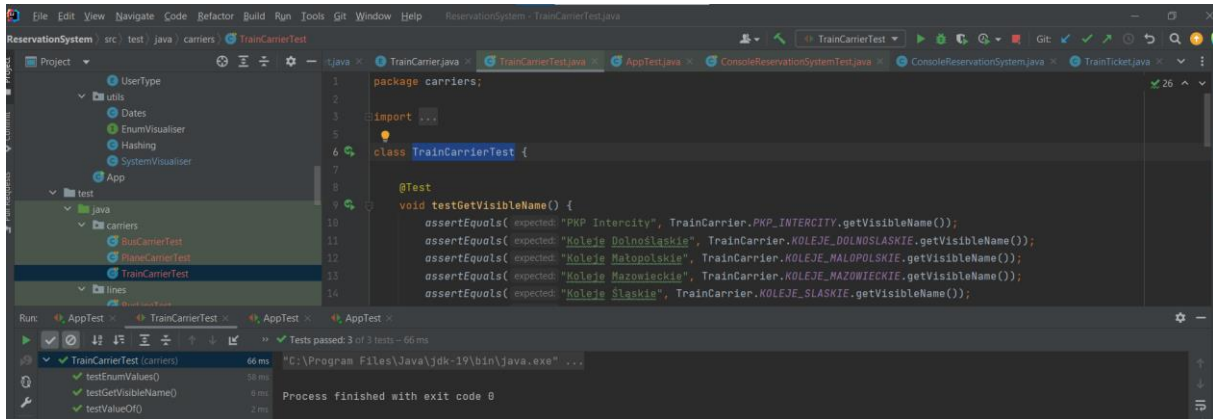 File Edit View Navigate Code Refactor Build Run Tools Git Window Help ReservationSystem - TrainCarrierTest.java
ReservationSystem src test java carriers TrainCarrierTest TrainCarrierTest Git:
Project t.java TrainCarrier.java TrainCarrierTest.java AppTest.java ConsoleReservationSystemTest.java ConsoleReservationSystem.java TrainTicket.java
Project
Commit
Pull Requests
UserType
utils
Dates
EnumVisualiser
Hashing
SystemVisualiser
App
test
java
carriers
BusCarrierTest
PlaneCarrierTest
TrainCarrierTest
lines
BusLineTest
26
1 package carriers;
2
3 import ...
5
6 class TrainCarrierTest {
7
8 @Test
9 void testGetVisibleName() {
10 assertEquals( expected: "PKP Intercity", TrainCarrier.PKP_INTERCITY.getVisibleName());
11 assertEquals( expected: "Koleje Dolnośląskie", TrainCarrier.KOLEJE_DOLNOSLASKIE.getVisibleName());
12 assertEquals( expected: "Koleje Małopolskie", TrainCarrier.KOLEJE_MALOPOLSKIE.getVisibleName());
13 assertEquals( expected: "Koleje Mazowieckie", TrainCarrier.KOLEJE_MAZOWIECKIE.getVisibleName());
14 assertEquals( expected: "Koleje Śląskie", TrainCarrier.KOLEJE_SLASKIE.getVisibleName());
Run: AppTest TrainCarrierTest AppTest AppTest
Tests passed: 3 of 3 tests – 66 ms
TrainCarrierTest (carriers) 66 ms
testEnumValues() 58 ms
testGetVisibleName() 6 ms
testValueOf() 2 ms
"C:\Program Files\Java\jdk-19\bin\java.exe" ...
Process finished with exit code 0